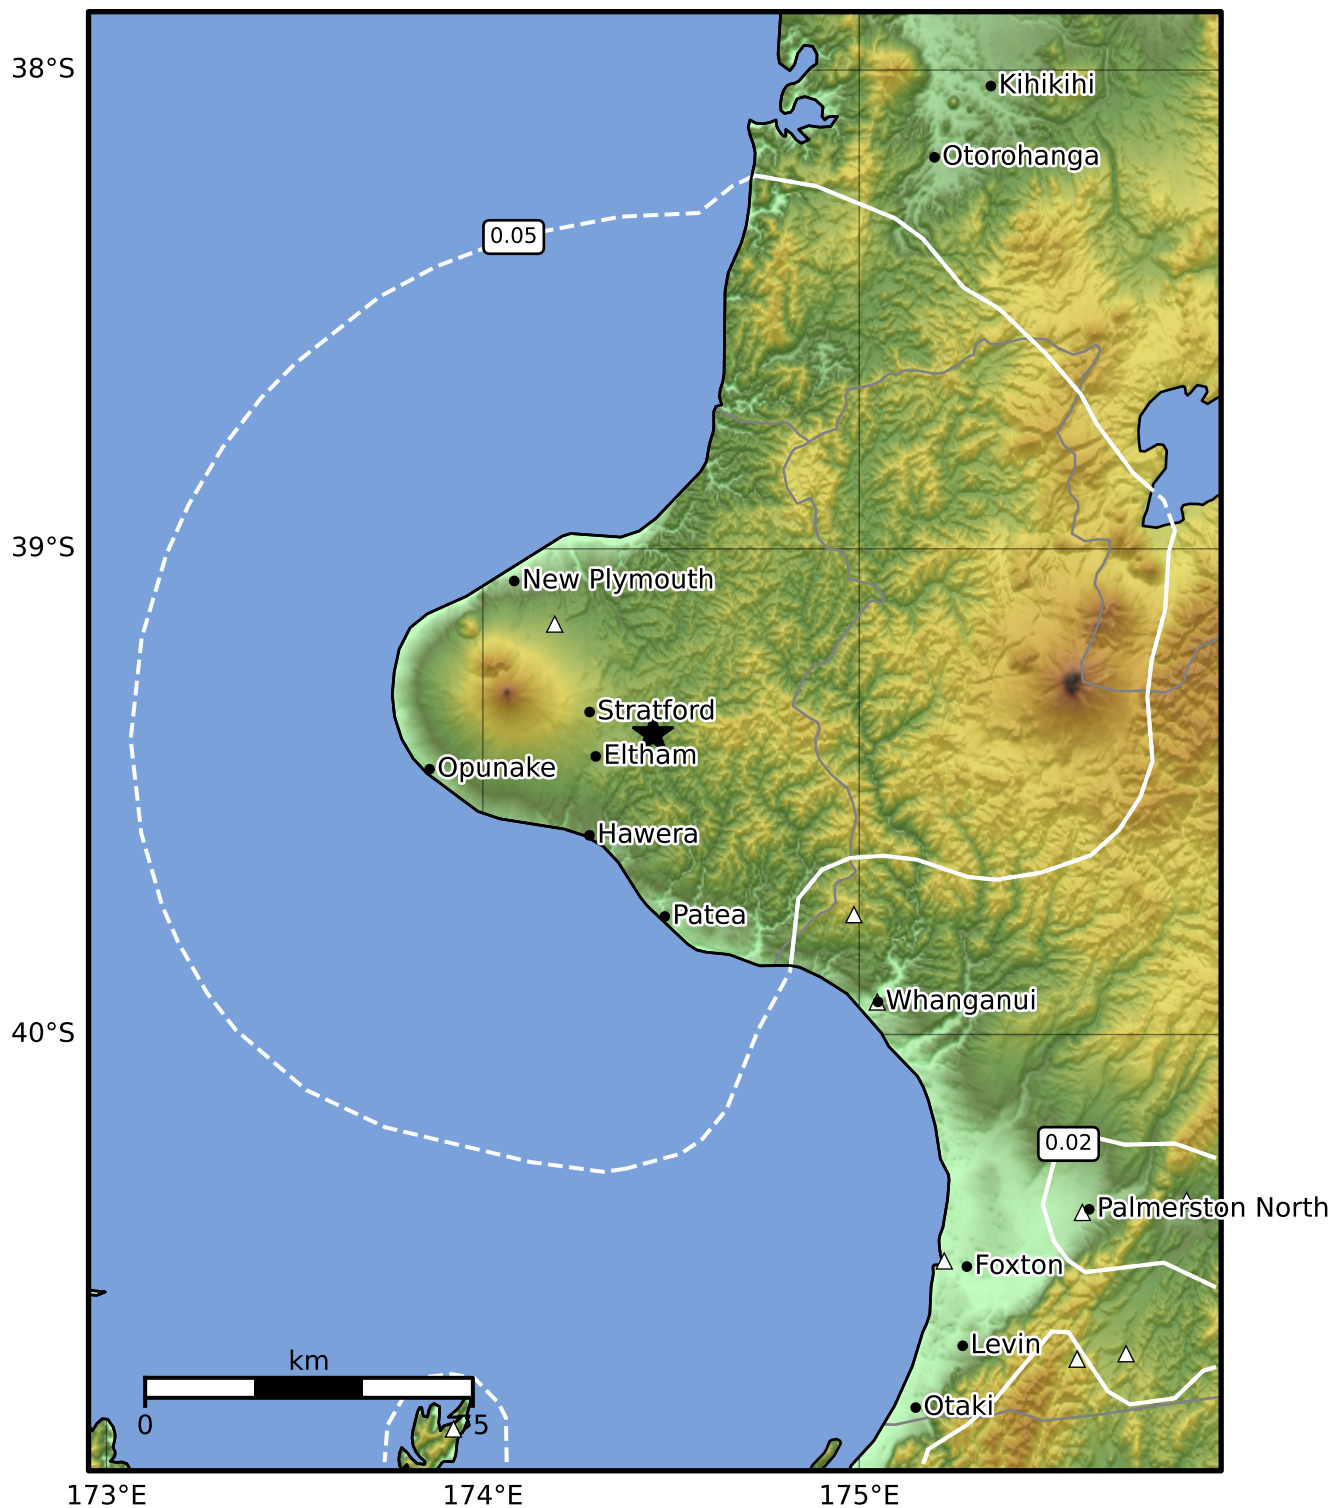 38°S
Kihikihi
Otorohanga
0.05
39°S
New Plymouth
Stratford
Eltham
Opunake
Hawera
Patea
Whanganui
40°S
0.02
Palmerston North
Foxton
Levin
km
Otaki
0
75
173°E
174°E
175°E